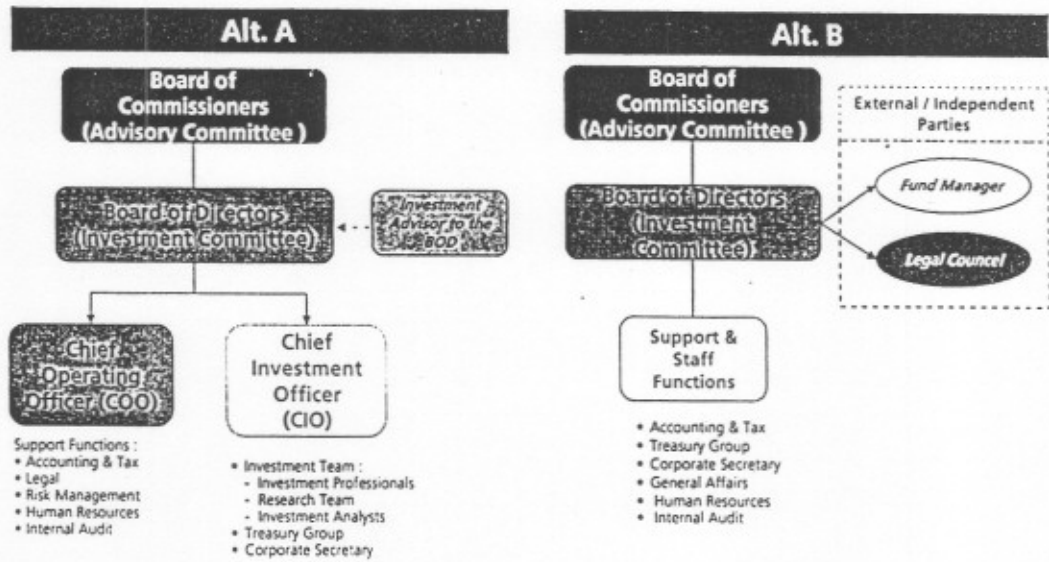 Alt. A
Board of
Commissioners
(Advisory Committee )
Board of Directors
(Investment Committee)
Investment
Advisor to the
BOD
Chief
Operating
Officer (COO)
Chief
Investment
Officer
(CIO)
Support Functions :
• Accounting & Tax
• Legal
• Risk Management
• Human Resources
• Internal Audit
• Investment Team :
- Investment Professionals
- Research Team
- Investment Analysts
• Treasury Group
• Corporate Secretary
Alt. B
Board of
Commissioners
(Advisory Committee )
External / Independent
Parties
Board of Directors
(Investment
Committee)
Fund Manager
Legal Councel
Support &
Staff
Functions
• Accounting & Tax
• Treasury Group
• Corporate Secretary
• General Affairs
• Human Resources
• Internal Audit